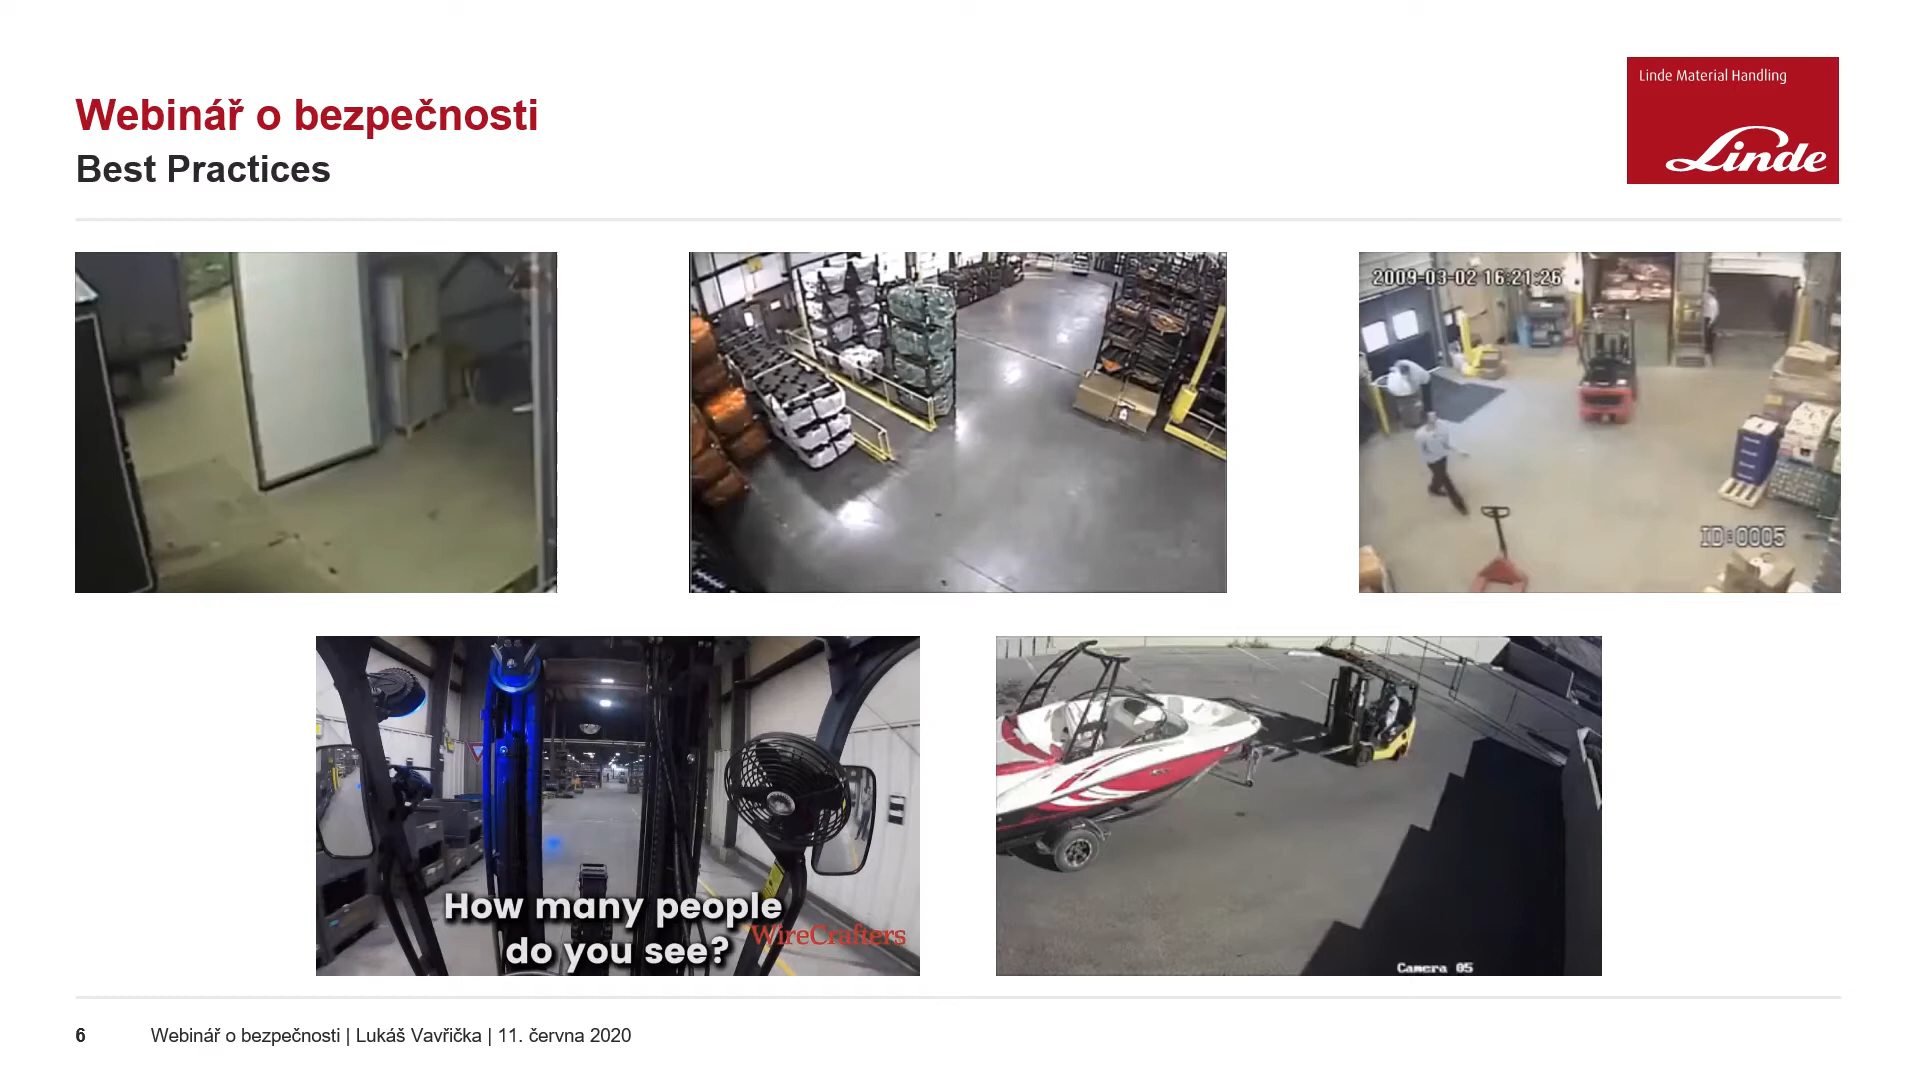 Linde Material Handling
Linde
Webinář o bezpečnosti
Best Practices
2009-03-02 16:21:26
ID:0005
How many people
do you see?
WireCrafters
Camera 05
6 Webinář o bezpečnosti | Lukáš Vavřička | 11. června 2020